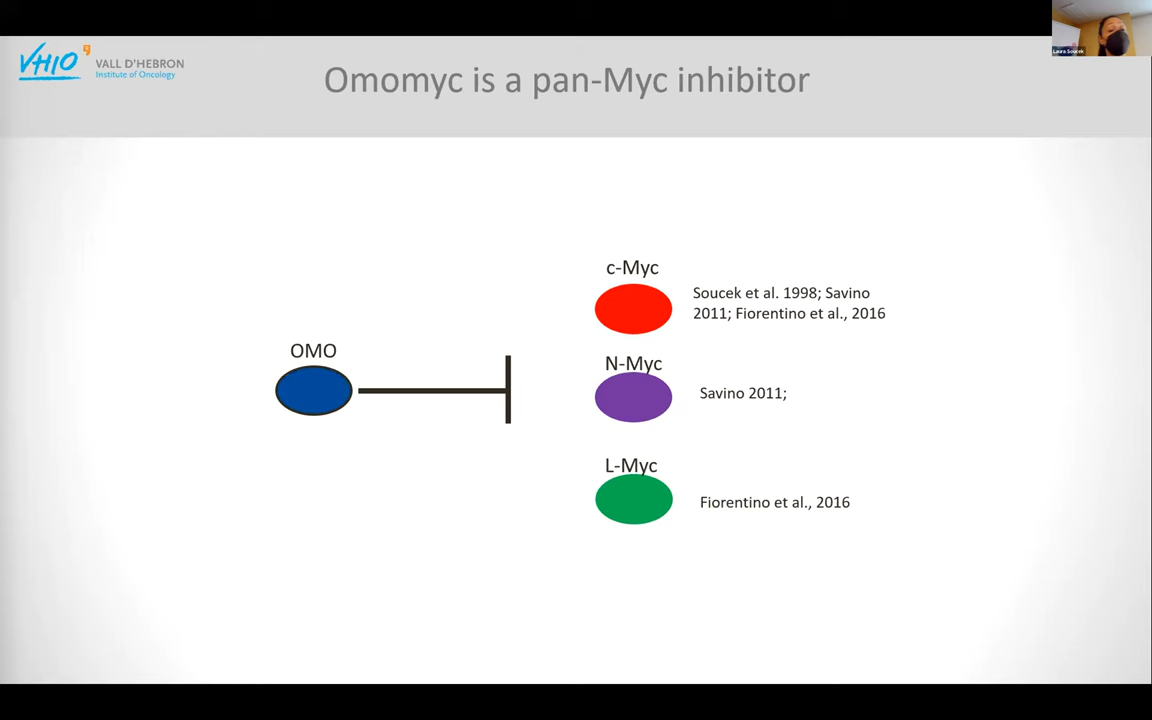 VHIO
VALL D'HEBRON
Institute of Oncology
Omomyc is a pan-Myc inhibitor
Laura Soucek
c-Myc
Soucek et al. 1998; Savino
2011; Fiorentino et al., 2016
OMO
N-Myc
Savino 2011;
L-Myc
Fiorentino et al., 2016